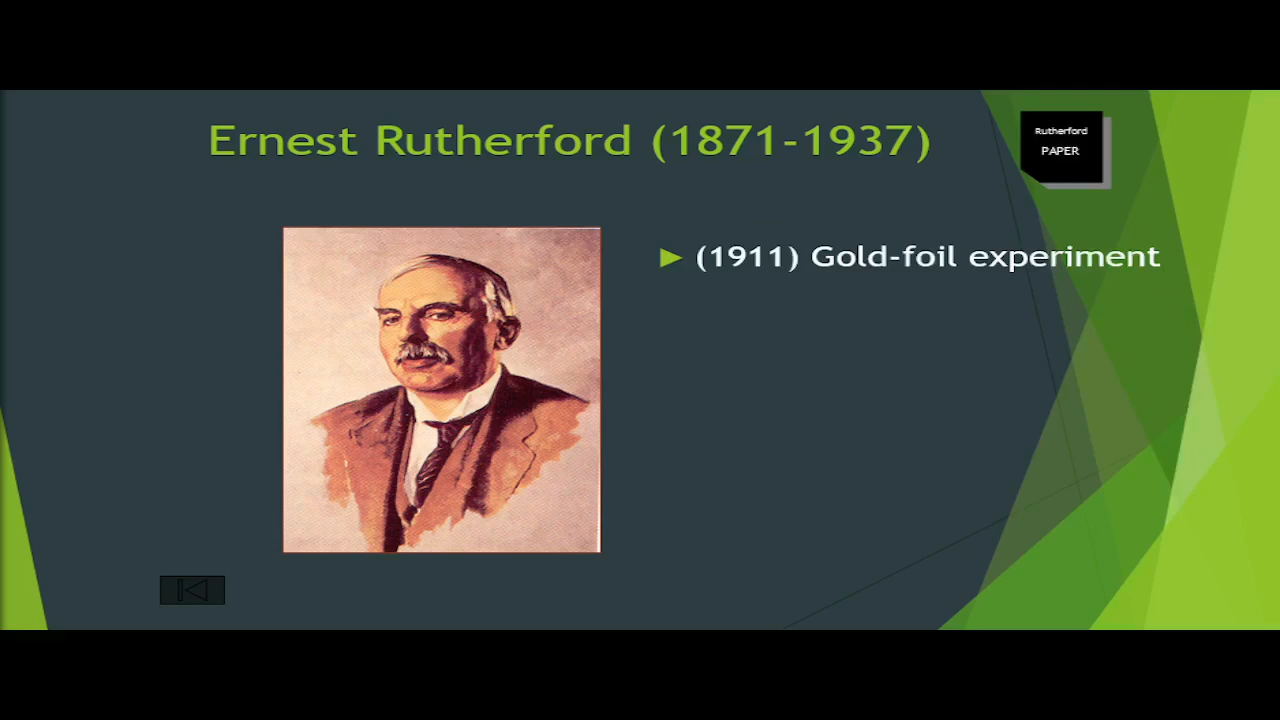 Ernest Rutherford (1871-1937)
Rutherford
PAPER
(1911) Gold-foil experiment